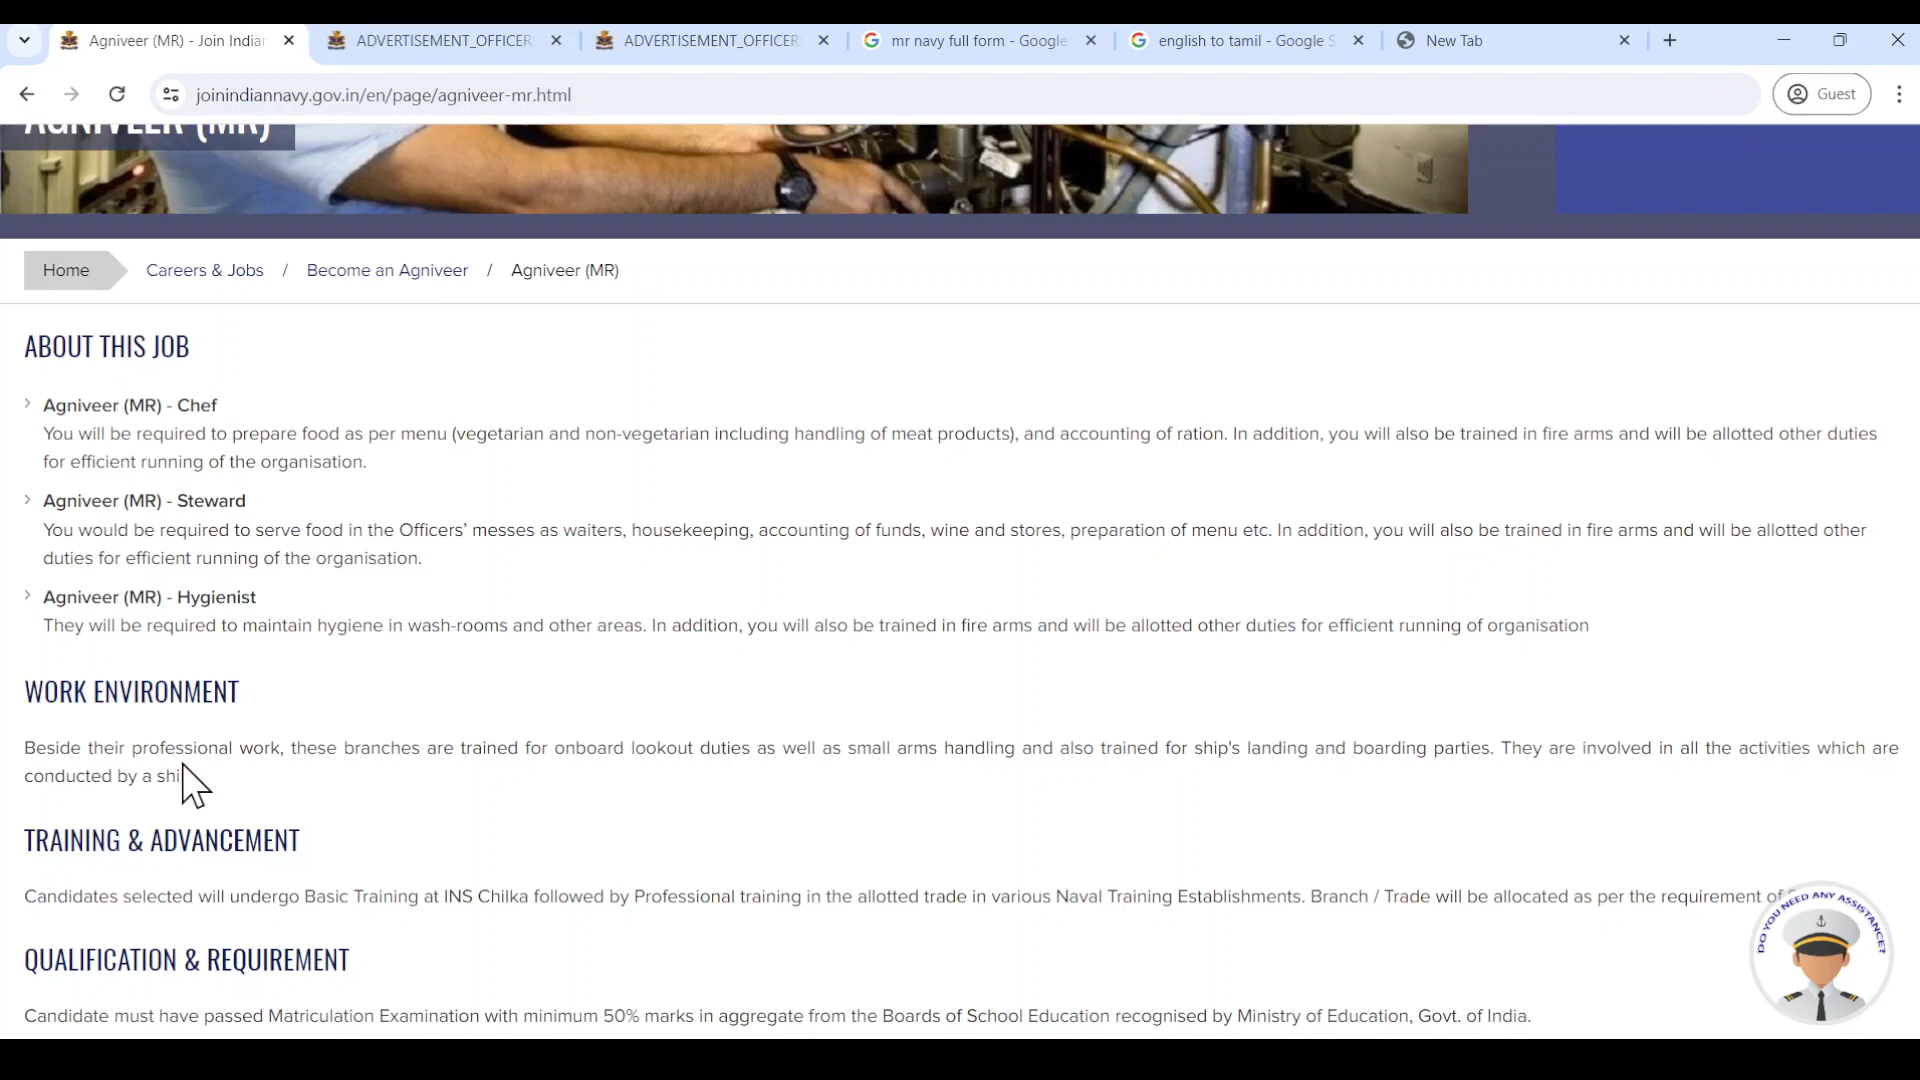 Agniveer (MR) - Join Indian
ADVERTISEMENT_OFFICER
ADVERTISEMENT_OFFICER
mr navy full form - Google
english to tamil - Google S
New Tab
joinindiannavy.gov.in/en/page/agniveer-mr.html
Guest
AGNIVEER (MR)
Home
Careers & Jobs / Become an Agniveer / Agniveer (MR)
ABOUT THIS JOB
Agniveer (MR) - Chef
You will be required to prepare food as per menu (vegetarian and non-vegetarian including handling of meat products), and accounting of ration. In addition, you will also be trained in fire arms and will be allotted other duties
for efficient running of the organisation.
Agniveer (MR) - Steward
You would be required to serve food in the Officers’ messes as waiters, housekeeping, accounting of funds, wine and stores, preparation of menu etc. In addition, you will also be trained in fire arms and will be allotted other
duties for efficient running of the organisation.
Agniveer (MR) - Hygienist
They will be required to maintain hygiene in wash-rooms and other areas. In addition, you will also be trained in fire arms and will be allotted other duties for efficient running of organisation
WORK ENVIRONMENT
Beside their professional work, these branches are trained for onboard lookout duties as well as small arms handling and also trained for ship's landing and boarding parties. They are involved in all the activities which are
conducted by a shi
TRAINING & ADVANCEMENT
Candidates selected will undergo Basic Training at INS Chilka followed by Professional training in the allotted trade in various Naval Training Establishments. Branch / Trade will be allocated as per the requirement of
DO YOU NEED ANY ASSISTANCE?
QUALIFICATION & REQUIREMENT
Candidate must have passed Matriculation Examination with minimum 50% marks in aggregate from the Boards of School Education recognised by Ministry of Education, Govt. of India.